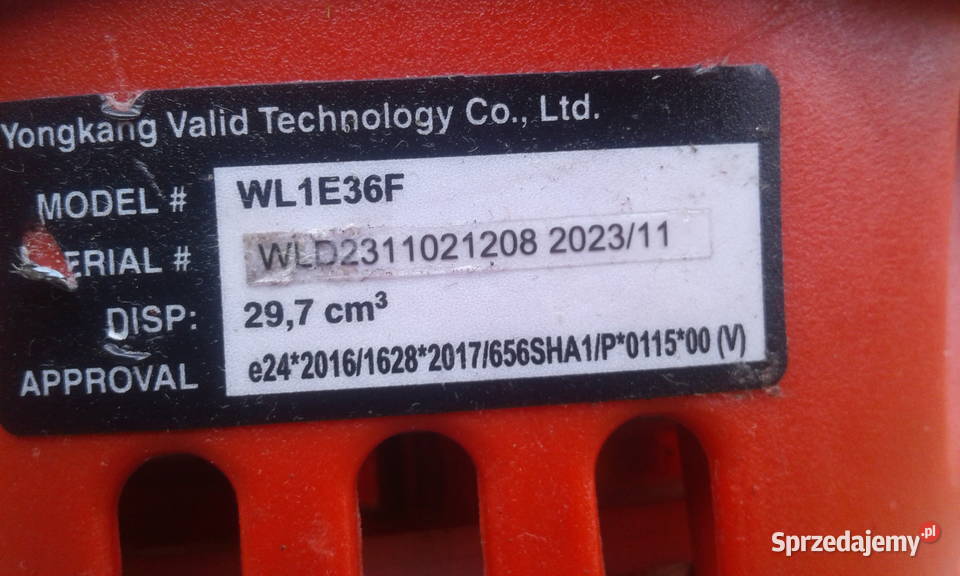 Yongkang Valid Technology Co., Ltd.
MODEL # WL1E36F
ERIAL # WLD2311021208 2023/11
DISP: 29,7 cm³
APPROVAL e24*2016/1628*2017/656SHA1/P*0115*00 (V)
Sprzedajemy.pl